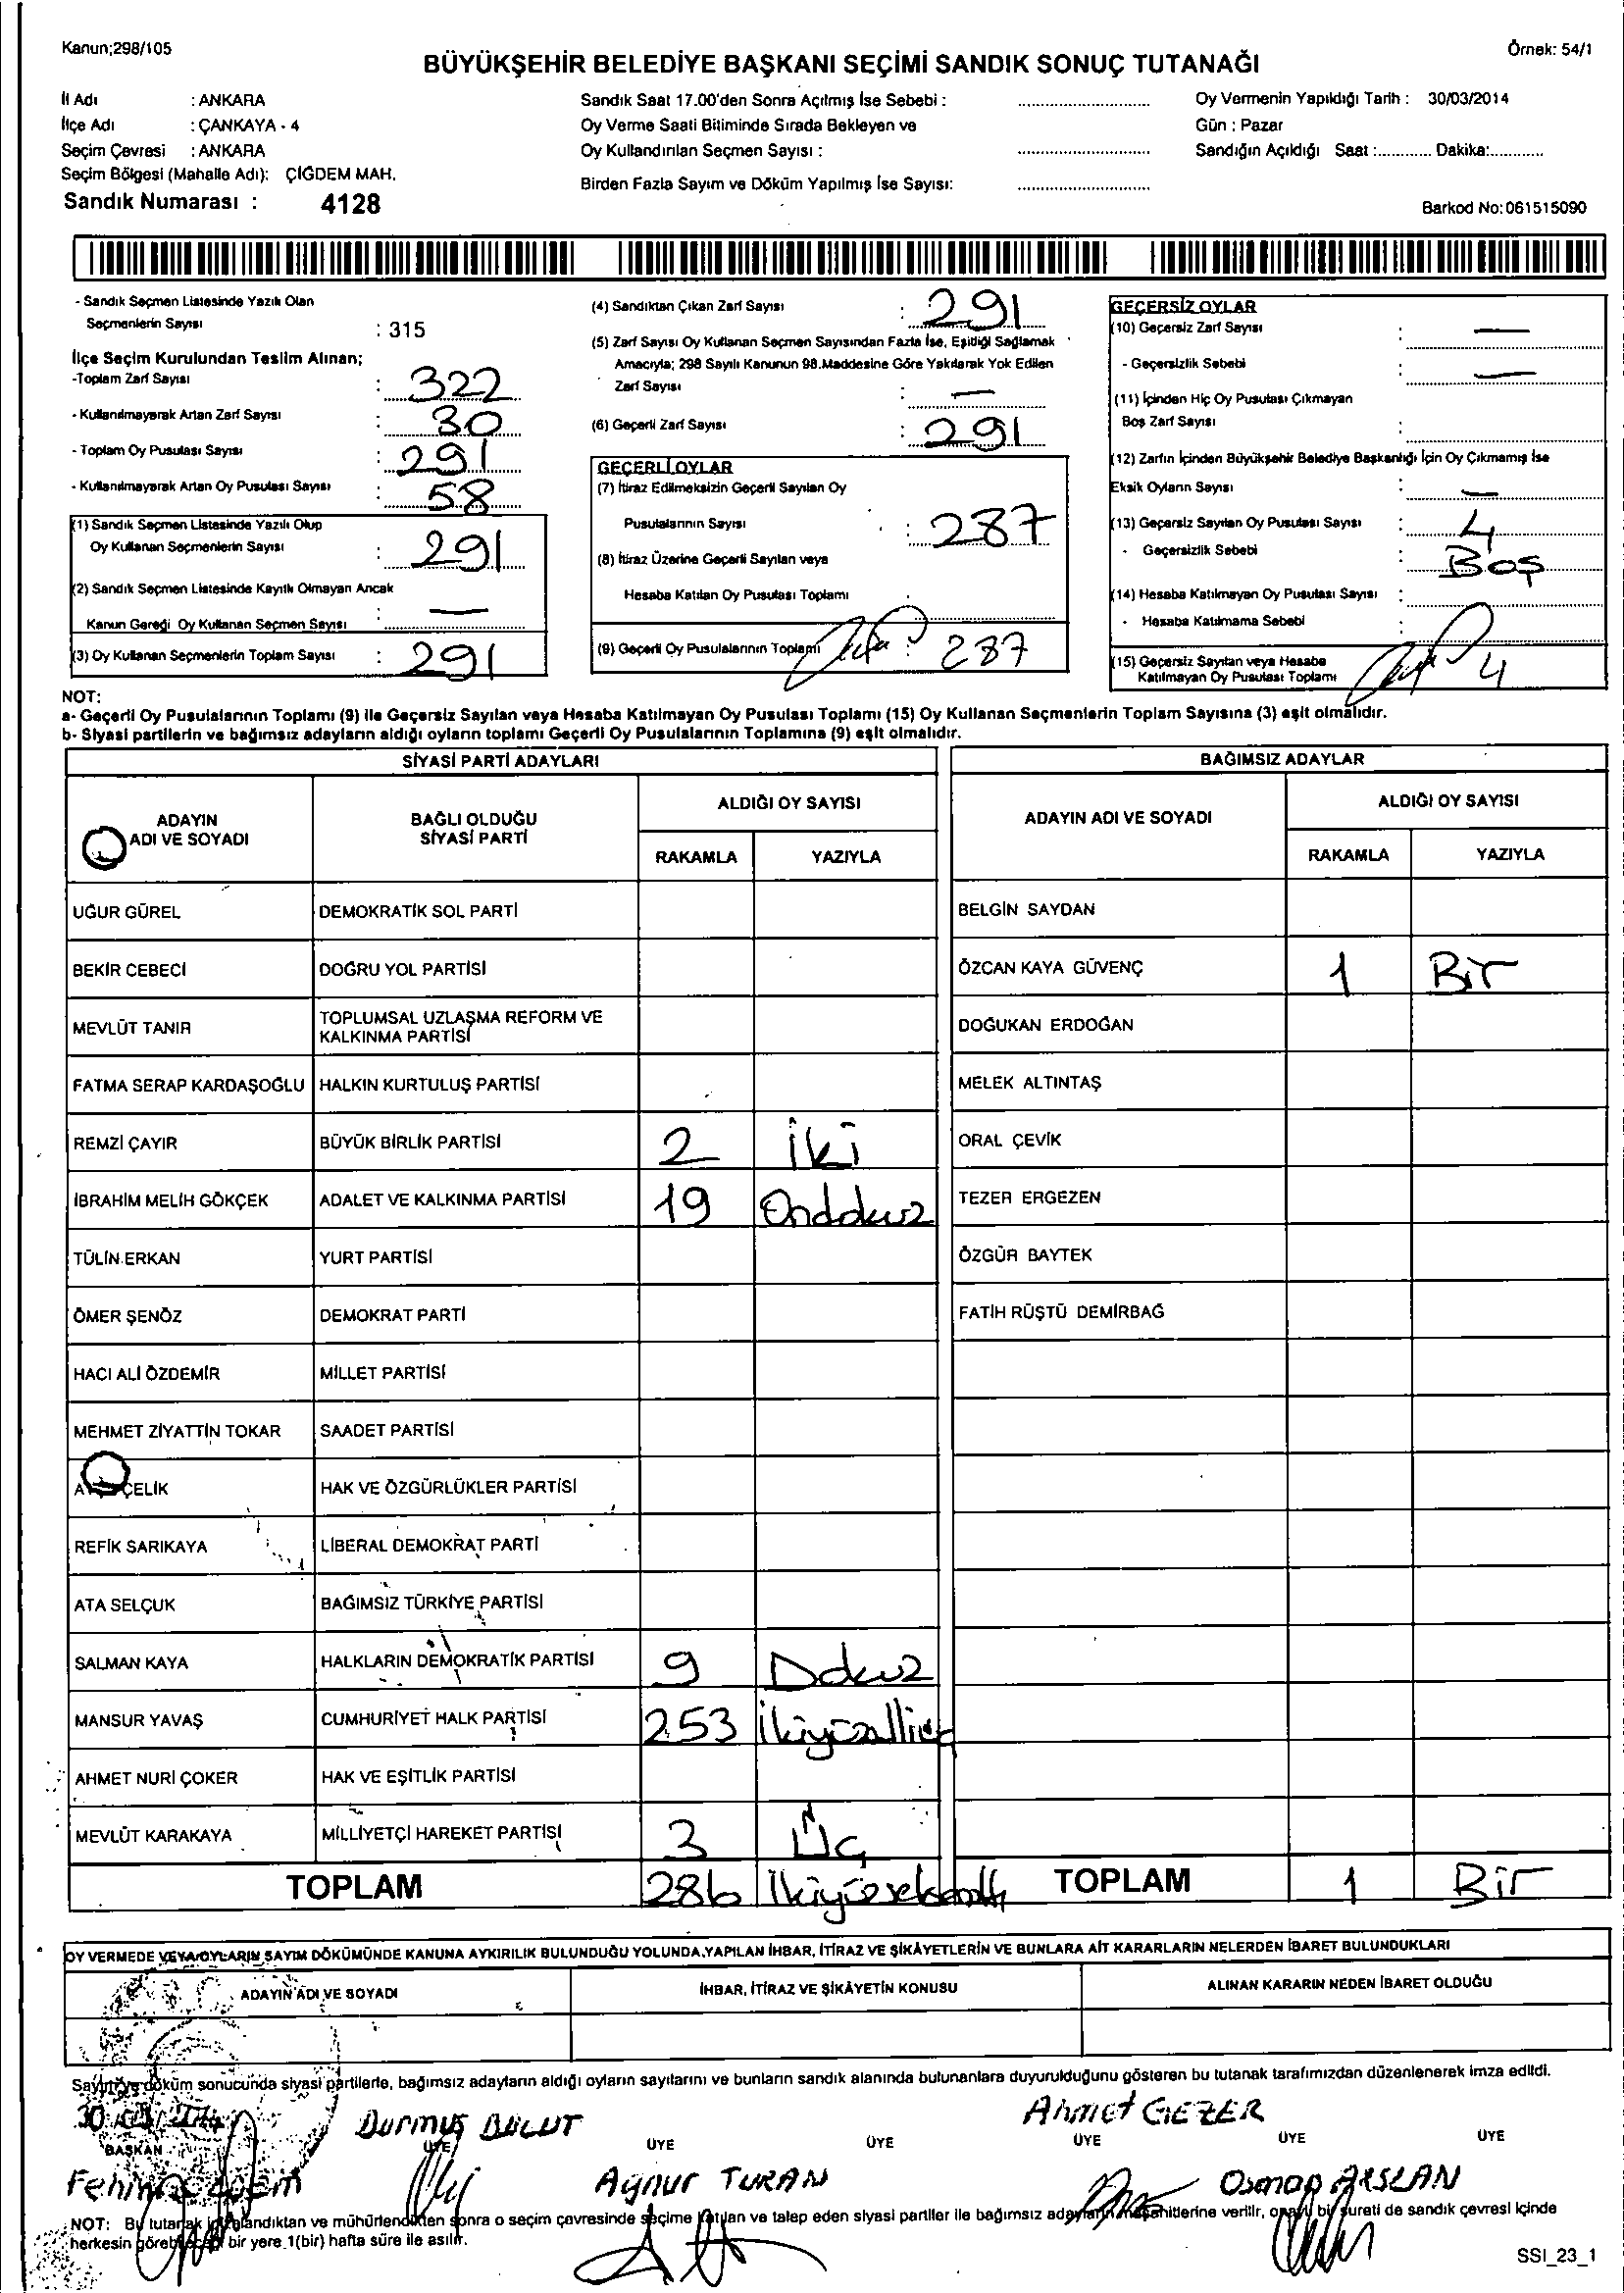 Kanun;298/105
Örnek: 54/1
BÜYÜKŞEHİR BELEDİYE BAŞKANI SEÇİMİ SANDIK SONUÇ TUTANAĞI
İl Adı : ANKARA
İlçe Adı : ÇANKAYA - 4
Seçim Çevresi : ANKARA
Seçim Bölgesi (Mahalle Adı): ÇİĞDEM MAH.
Sandık Numarası : 4128
Sandık Saat 17.00'den Sonra Açılmış İse Sebebi :
Oy Verme Saati Bitiminde Sırada Bekleyen ve
Oy Kullandırılan Seçmen Sayısı :
Birden Fazla Sayım ve Döküm Yapılmış İse Sayısı:
Oy Vermenin Yapıldığı Tarih : 30/03/2014
Gün : Pazar
Sandığın Açıldığı Saat :............ Dakika:............
Barkod No:061515090
- Sandık Seçmen Listesinde Yazılı Olan
Seçmenlerin Sayısı : 315
İlçe Seçim Kurulundan Teslim Alınan;
-Toplam Zarf Sayısı : 322
- Kullanılmayarak Artan Zarf Sayısı : 30
- Toplam Oy Pusulası Sayısı : 291
- Kullanılmayarak Artan Oy Pusulası Sayısı : 58
(1) Sandık Seçmen Listesinde Yazılı Olup
Oy Kullanan Seçmenlerin Sayısı : 291
(2) Sandık Seçmen Listesinde Kayıtlı Olmayan Ancak
Kanun Gereği Oy Kullanan Seçmen Sayısı : —
(3) Oy Kullanan Seçmenlerin Toplam Sayısı : 291
(4) Sandıktan Çıkan Zarf Sayısı : 291
(5) Zarf Sayısı Oy Kullanan Seçmen Sayısından Fazla İse, Eşitliği Sağlamak
Amacıyla; 298 Sayılı Kanunun 98.Maddesine Göre Yakılarak Yok Edilen
Zarf Sayısı : —
(6) Geçerli Zarf Sayısı : 291
GEÇERLİ OYLAR
(7) İtiraz Edilmeksizin Geçerli Sayılan Oy
Pusulalarının Sayısı : 287
(8) İtiraz Üzerine Geçerli Sayılan veya
Hesaba Katılan Oy Pusulası Toplamı :
(9) Geçerli Oy Pusulalarının Toplamı : 287
GEÇERSİZ OYLAR
(10) Geçersiz Zarf Sayısı : —
- Geçersizlik Sebebi : —
(11) İçinden Hiç Oy Pusulası Çıkmayan
Boş Zarf Sayısı :
(12) Zarfın İçinden Büyükşehir Belediye Başkanlığı İçin Oy Çıkmamış İse
Eksik Oyların Sayısı : —
(13) Geçersiz Sayılan Oy Pusulası Sayısı : 4
- Geçersizlik Sebebi : Boş
(14) Hesaba Katılmayan Oy Pusulası Sayısı :
- Hesaba Katılmama Sebebi :
(15) Geçersiz Sayılan veya Hesaba
Katılmayan Oy Pusulası Toplamı 4
NOT:
a- Geçerli Oy Pusulalarının Toplamı (9) ile Geçersiz Sayılan veya Hesaba Katılmayan Oy Pusulası Toplamı (15) Oy Kullanan Seçmenlerin Toplam Sayısına (3) eşit olmalıdır.
b- Siyasi partilerin ve bağımsız adayların aldığı oyların toplamı Geçerli Oy Pusulalarının Toplamına (9) eşit olmalıdır.
SİYASİ PARTİ ADAYLARI
ADAYIN
ADI VE SOYADI
BAĞLI OLDUĞU
SİYASİ PARTİ
ALDIĞI OY SAYISI
RAKAMLA YAZIYLA
UĞUR GÜREL DEMOKRATİK SOL PARTİ
BEKİR CEBECİ DOĞRU YOL PARTİSİ
MEVLÜT TANIR TOPLUMSAL UZLAŞMA REFORM VE
KALKINMA PARTİSİ
FATMA SERAP KARDAŞOĞLU HALKIN KURTULUŞ PARTİSİ
REMZİ ÇAYIR BÜYÜK BİRLİK PARTİSİ 2 İki
İBRAHİM MELİH GÖKÇEK ADALET VE KALKINMA PARTİSİ 19 Ondokuz
TÜLİN ERKAN YURT PARTİSİ
ÖMER ŞENÖZ DEMOKRAT PARTİ
HACI ALİ ÖZDEMİR MİLLET PARTİSİ
MEHMET ZİYATTİN TOKAR SAADET PARTİSİ
ÇELİK HAK VE ÖZGÜRLÜKLER PARTİSİ
REFİK SARIKAYA LİBERAL DEMOKRAT PARTİ
ATA SELÇUK BAĞIMSIZ TÜRKİYE PARTİSİ
SALMAN KAYA HALKLARIN DEMOKRATİK PARTİSİ 9 Dokuz
MANSUR YAVAŞ CUMHURİYET HALK PARTİSİ 253 İkiyüzelliüç
AHMET NURİ ÇOKER HAK VE EŞİTLİK PARTİSİ
MEVLÜT KARAKAYA MİLLİYETÇİ HAREKET PARTİSİ 3 Üç
TOPLAM 286 İkiyüzseksenaltı
BAĞIMSIZ ADAYLAR
ADAYIN ADI VE SOYADI
ALDIĞI OY SAYISI
RAKAMLA YAZIYLA
BELGİN SAYDAN
ÖZCAN KAYA GÜVENÇ 1 Bir
DOĞUKAN ERDOĞAN
MELEK ALTINTAŞ
ORAL ÇEVİK
TEZER ERGEZEN
ÖZGÜR BAYTEK
FATİH RÜŞTÜ DEMİRBAĞ
TOPLAM 1 Bir
OY VERMEDE VEYA OYLARIN SAYIM DÖKÜMÜNDE KANUNA AYKIRILIK BULUNDUĞU YOLUNDA YAPILAN İHBAR, İTİRAZ VE ŞİKÂYETLERİN VE BUNLARA AİT KARARLARIN NELERDEN İBARET BULUNDUKLARI
ADAYIN ADI VE SOYADI
İHBAR, İTİRAZ VE ŞİKÂYETİN KONUSU
ALINAN KARARIN NEDEN İBARET OLDUĞU
Sayım ve döküm sonucunda siyasi partilerle, bağımsız adayların aldığı oyların sayılarını ve bunların sandık alanında bulunanlara duyurulduğunu gösteren bu tutanak tarafımızdan düzenlenerek imza edildi.
Durmuş BULUT
Ahmet GEZER
BAŞKAN ÜYE ÜYE ÜYE ÜYE ÜYE ÜYE
Aynur TURAN
Osman ARSLAN
NOT: Bu tutanak imzalandıktan ve mühürlendikten sonra o seçim çevresinde seçime katılan ve talep eden siyasi partiler ile bağımsız adayların müşahitlerine verilir, onaylı bir sureti de sandık çevresi içinde
herkesin görebileceği bir yere 1(bir) hafta süre ile asılır.
SSI_23_1